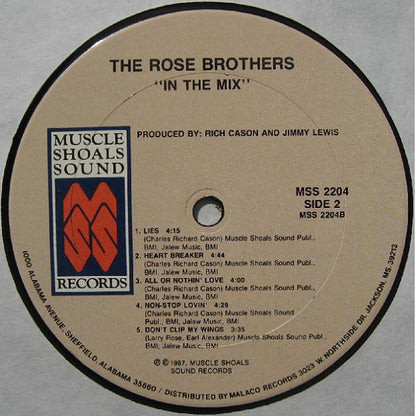 THE ROSE BROTHERS
"IN THE MIX"
PRODUCED BY: RICH CASON AND JIMMY LEWIS
MUSCLE
SHOALS
SOUND
RECORDS
MSS 2204
SIDE 2
MSS 2204B
1. LIES 4:15
(Charles Richard Cason) Muscle Shoals Sound Publ.,
BMI, Jalew Music, BMI
2. HEART BREAKER 4:44
(Charles Richard Cason) Muscle Shoals Sound Publ.,
BMI, Jalew Music, BMI
3. ALL OR NOTHIN' LOVE 4:00
(Charles Richard Cason) Muscle Shoals Sound Publ.,
BMI, Jalew Music, BMI
4. NON-STOP LOVIN' 4:29
(Charles Richard Cason) Muscle Shoals Sound
Publ., BMI, Jalew Music, BMI
5. DON'T CLIP MY WINGS 3:35
(Larry Rose, Earl Alexander) Muscle Shoals Sound Publ.,
BMI, Jalew Music, BMI
℗ © 1987, MUSCLE SHOALS
SOUND RECORDS
1000 ALABAMA AVENUE, SHEFFIELD, ALABAMA 35660 / DISTRIBUTED BY MALACO RECORDS 3023 W. NORTHSIDE DR. JACKSON, MS 39213